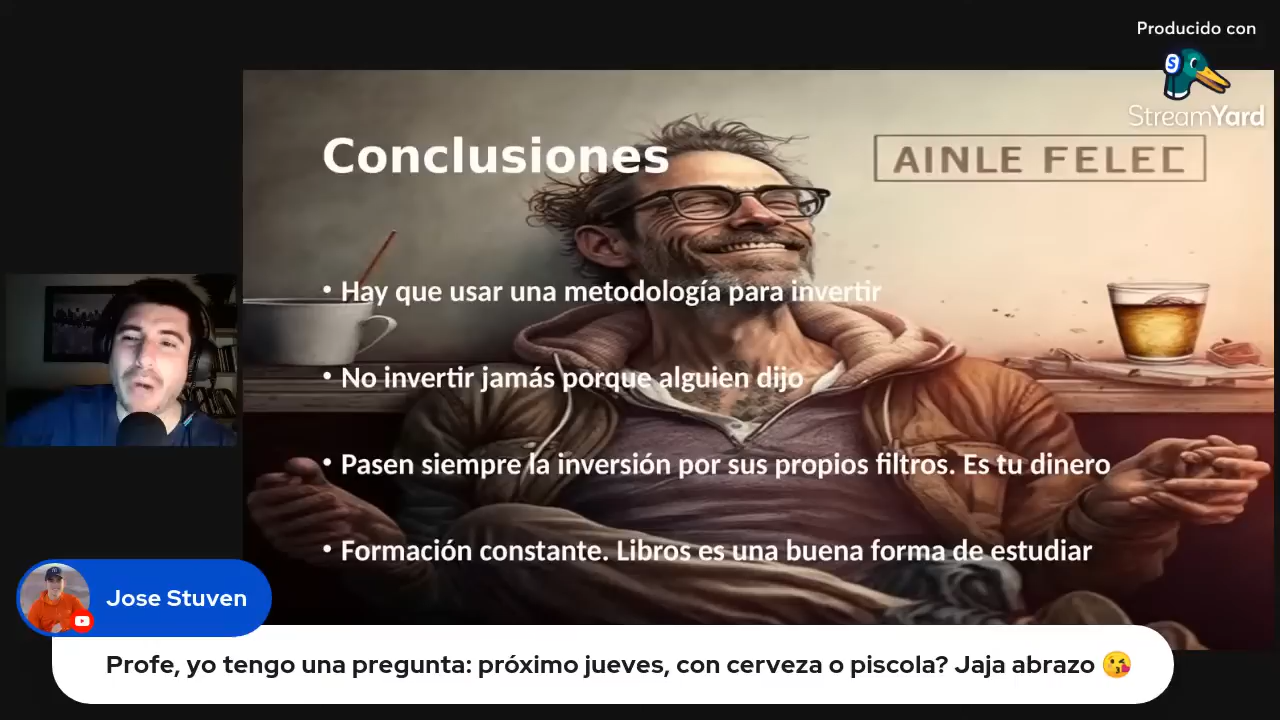 Producido con
StreamYard
Conclusiones
AINLE FELEC
• Hay que usar una metodología para invertir
• No invertir jamás porque alguien dijo
• Pasen siempre la inversión por sus propios filtros. Es tu dinero
• Formación constante. Libros es una buena forma de estudiar
Jose Stuven
Profe, yo tengo una pregunta: próximo jueves, con cerveza o piscola? Jaja abrazo 😘